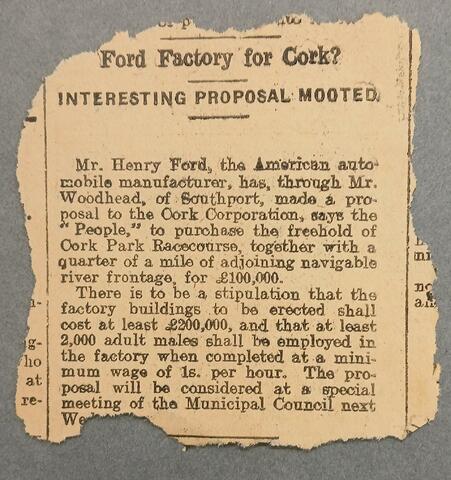 Ford Factory for Cork?
INTERESTING PROPOSAL MOOTED
Mr. Henry Ford, the American auto-
mobile manufacturer, has, through Mr.
Woodhead, of Southport, made a pro-
posal to the Cork Corporation, says the
"People," to purchase the freehold of
Cork Park Racecourse, together with a
quarter of a mile of adjoining navigable
river frontage, for £100,000.
There is to be a stipulation that the
factory buildings to be erected shall
cost at least £200,000, and that at least
2,000 adult males shall be employed in
the factory when completed at a mini-
mum wage of 1s. per hour. The pro-
posal will be considered at a special
meeting of the Municipal Council next
We
n-
g-
ho
at
re-